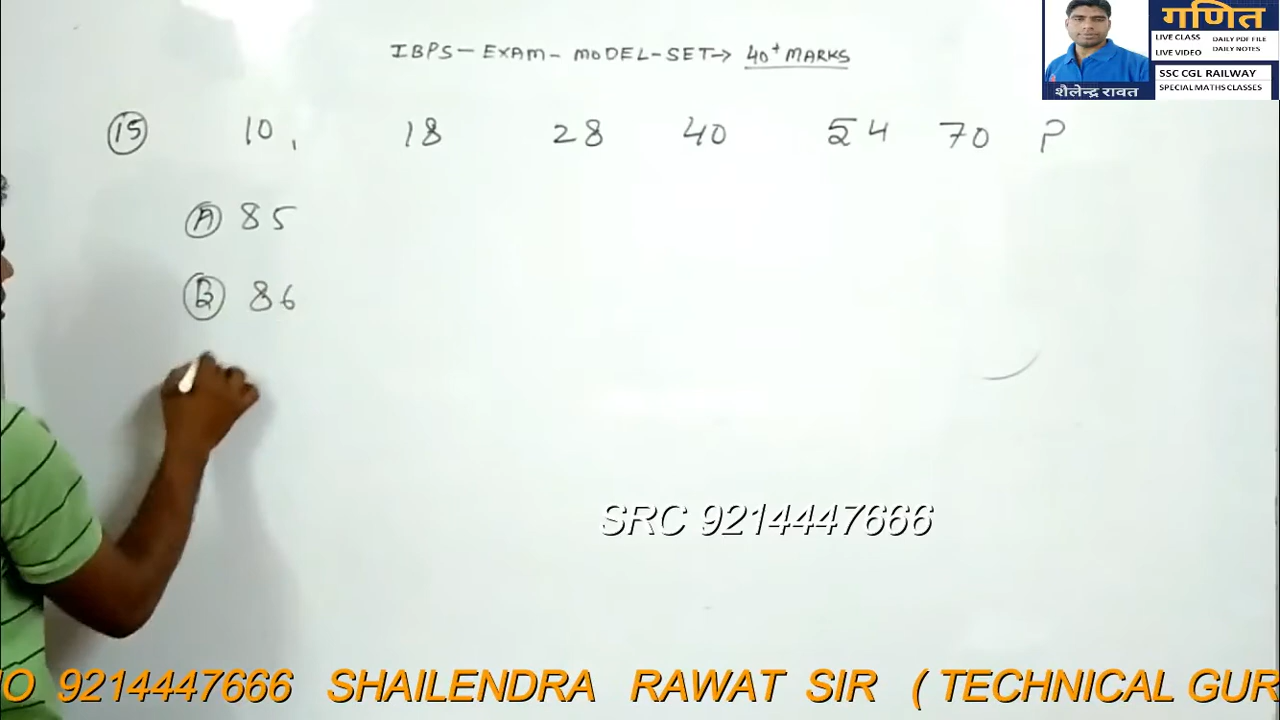 गणित
LIVE CLASS
DAILY PDF FILE
LIVE VIDEO
DAILY NOTES
SSC CGL RAILWAY
SPECIAL MATHS CLASSES
शैलेन्द्र रावत
IBPS - EXAM - MODEL - SET → 40+ MARKS
15 10, 18 28 40 54 70 ?
A 85
B 86
SRC 9214447666
O 9214447666 SHAILENDRA RAWAT SIR ( TECHNICAL GUR